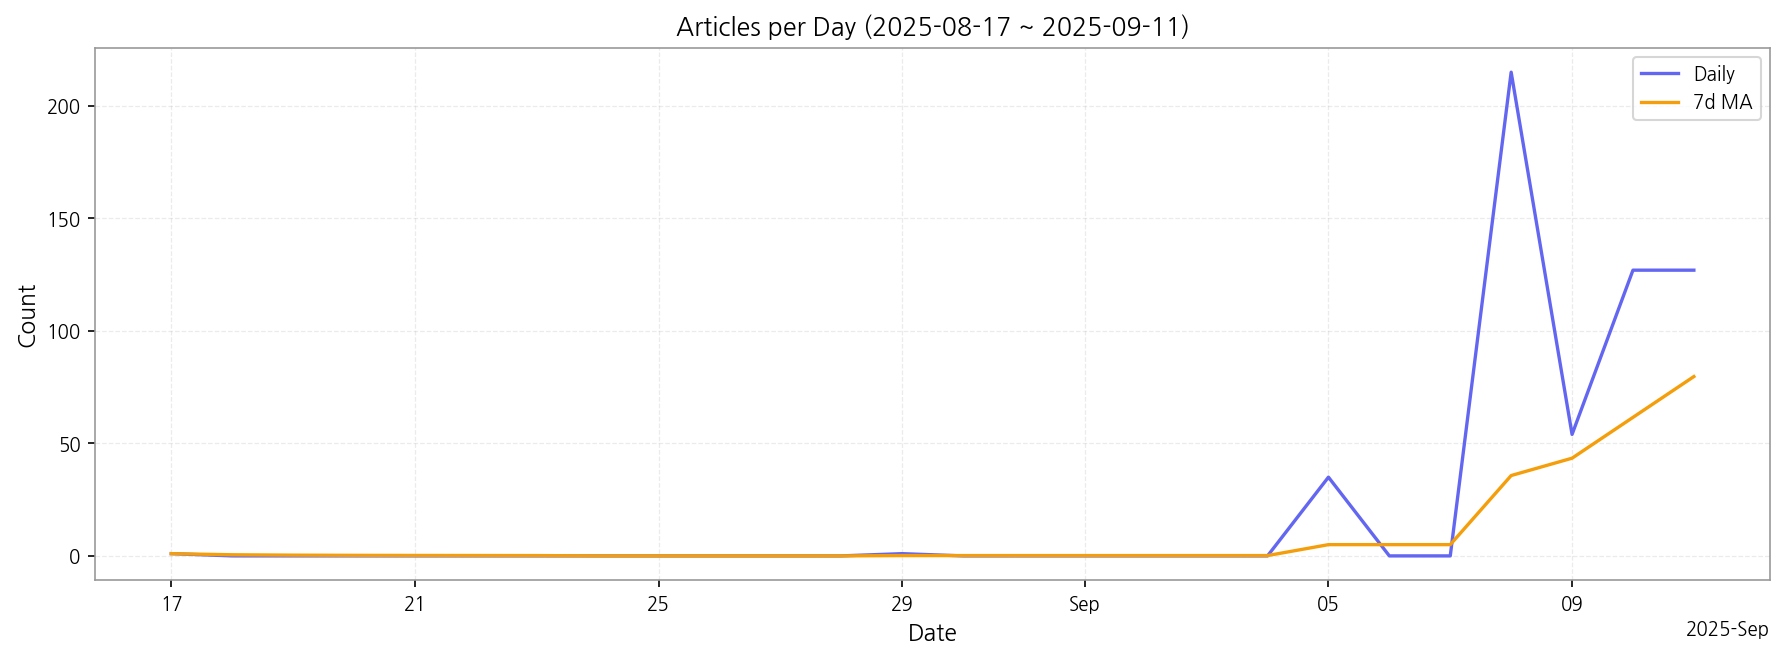 Articles per Day (2025-08-17 ~ 2025-09-11)
Daily
7d MA
Count
200
150
100
50
0
17
21
25
29
Sep
05
09
Date
2025-Sep